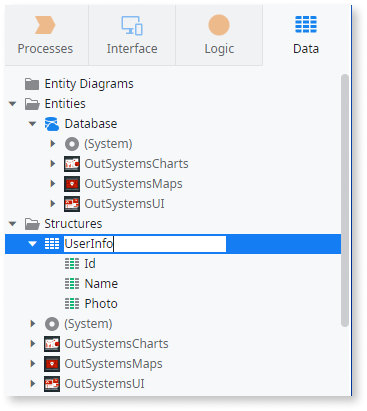 Processes
Interface
Logic
Data
Entity Diagrams
Entities
Database
(System)
OutSystemsCharts
OutSystemsMaps
OutSystemsUI
Structures
UserInfo
Id
Name
Photo
(System)
OutSystemsCharts
OutSystemsMaps
OutSystemsUI